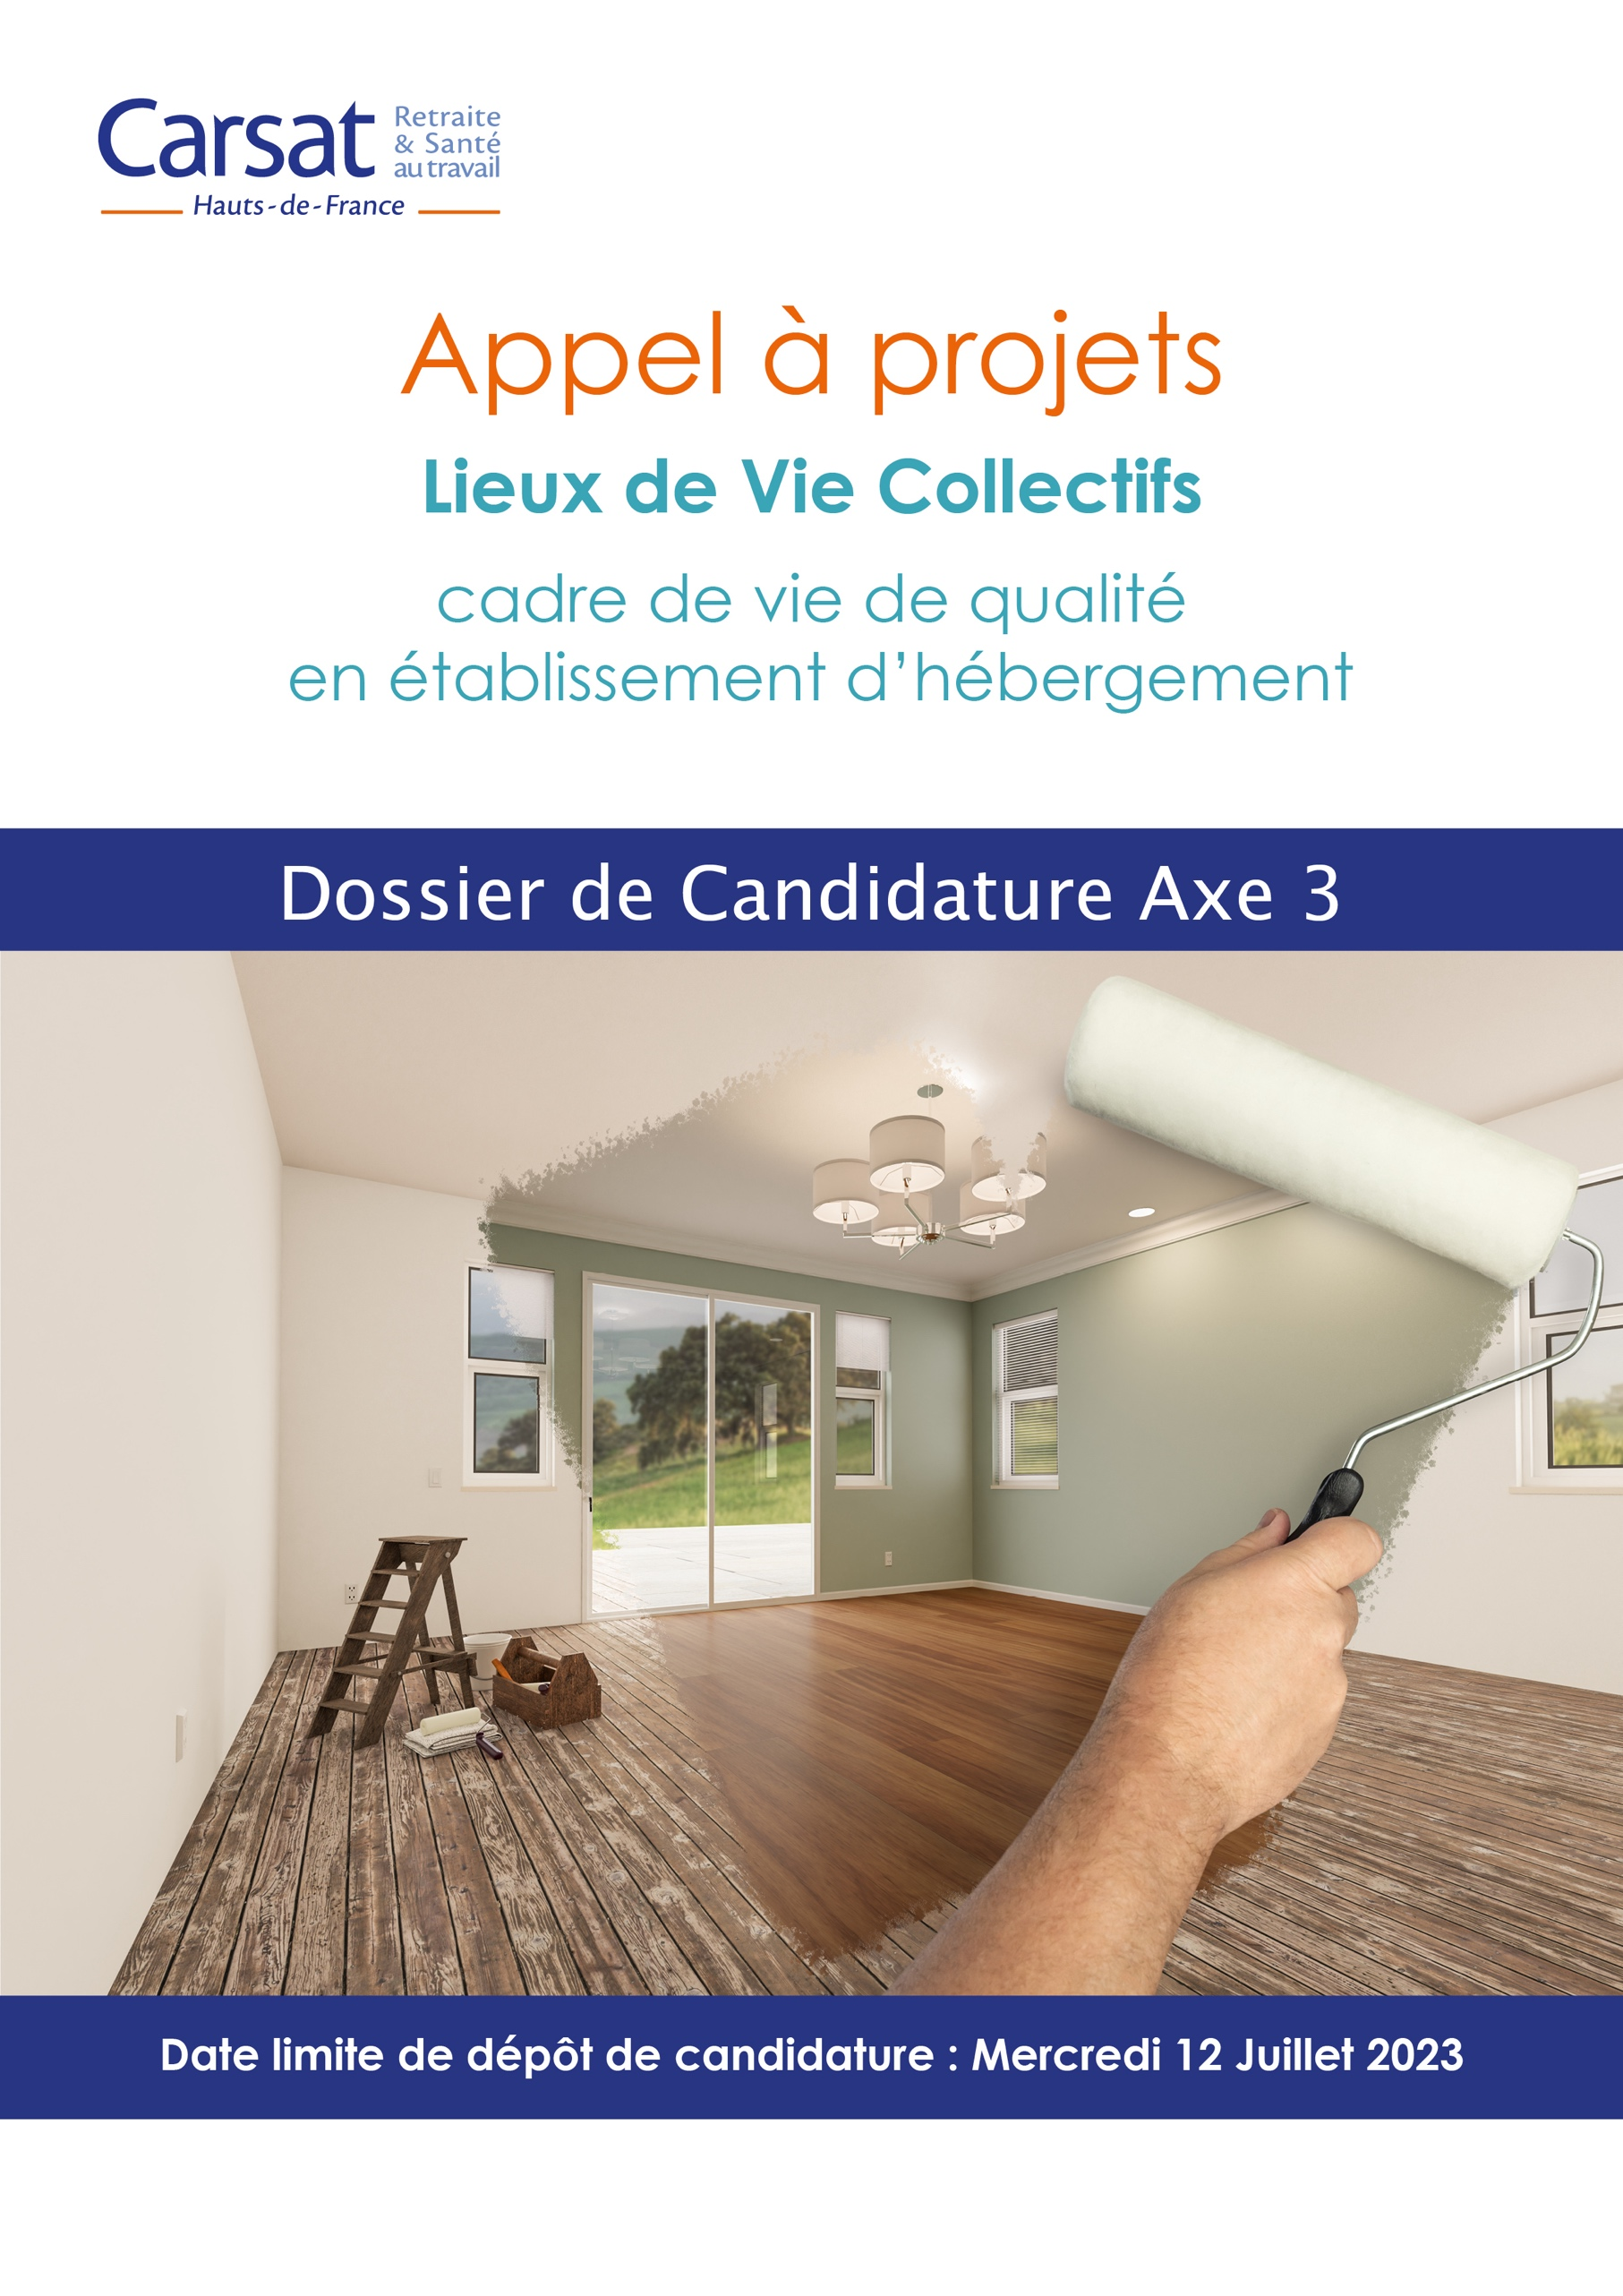 Carsat
Retraite
& Santé
au travail
Hauts-de-France
Appel à projets
Lieux de Vie Collectifs
cadre de vie de qualité
en établissement d'hébergement
Dossier de Candidature Axe 3
Date limite de dépôt de candidature : Mercredi 12 Juillet 2023